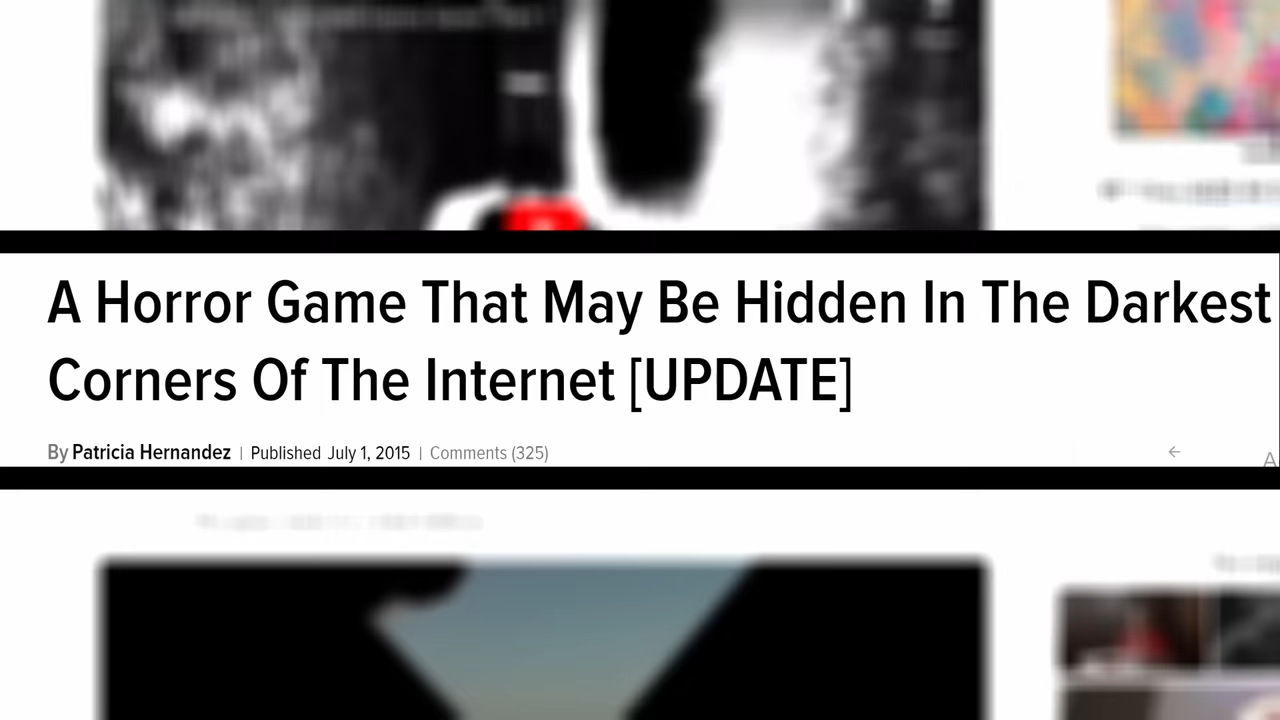 A Horror Game That May Be Hidden In The Darkest
Corners Of The Internet [UPDATE]
By Patricia Hernandez | Published July 1, 2015 | Comments (325)
← A